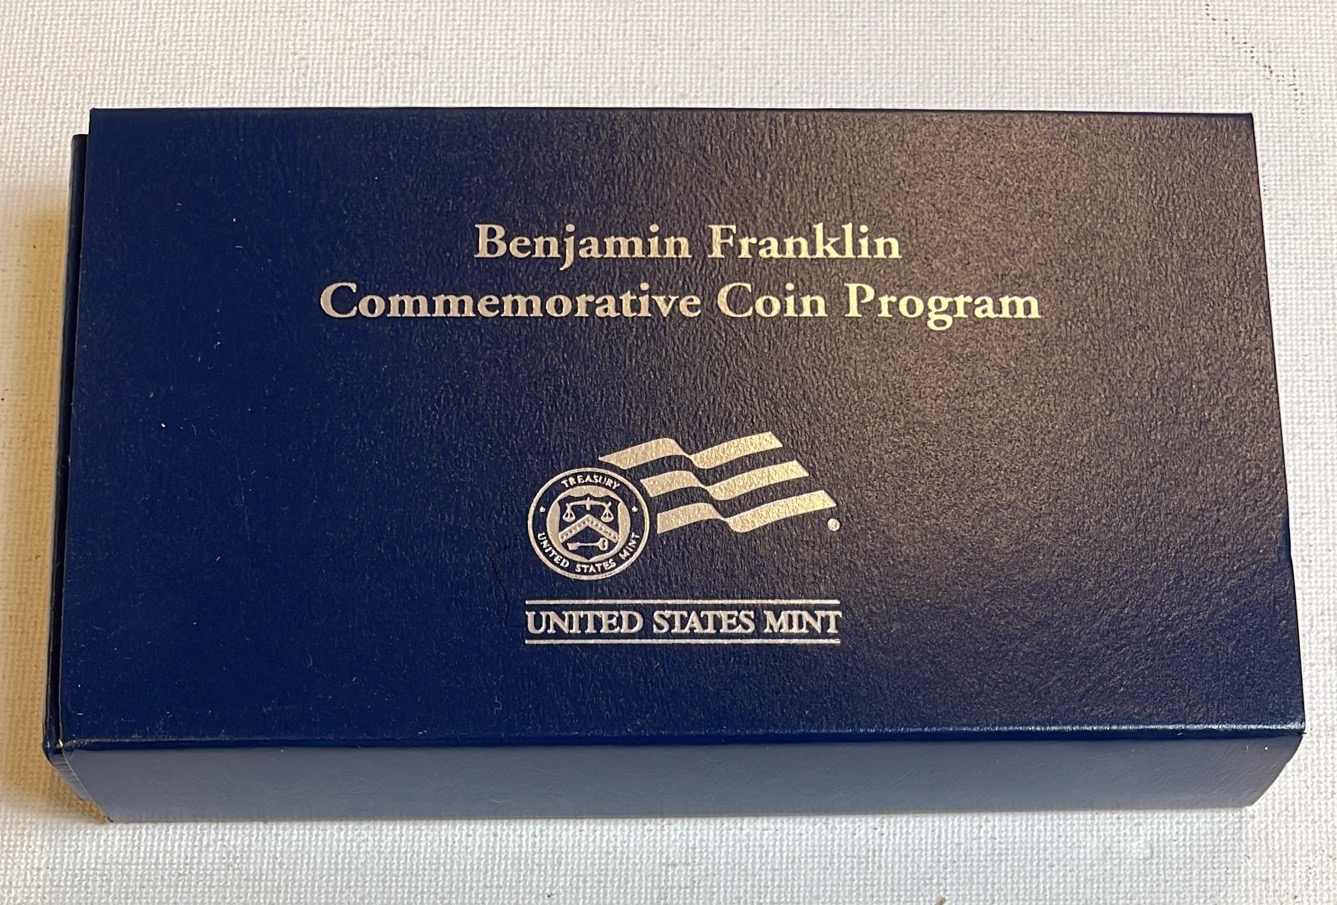 Benjamin Franklin
Commemorative Coin Program
TREASURY
UNITED STATES MINT
UNITED STATES MINT